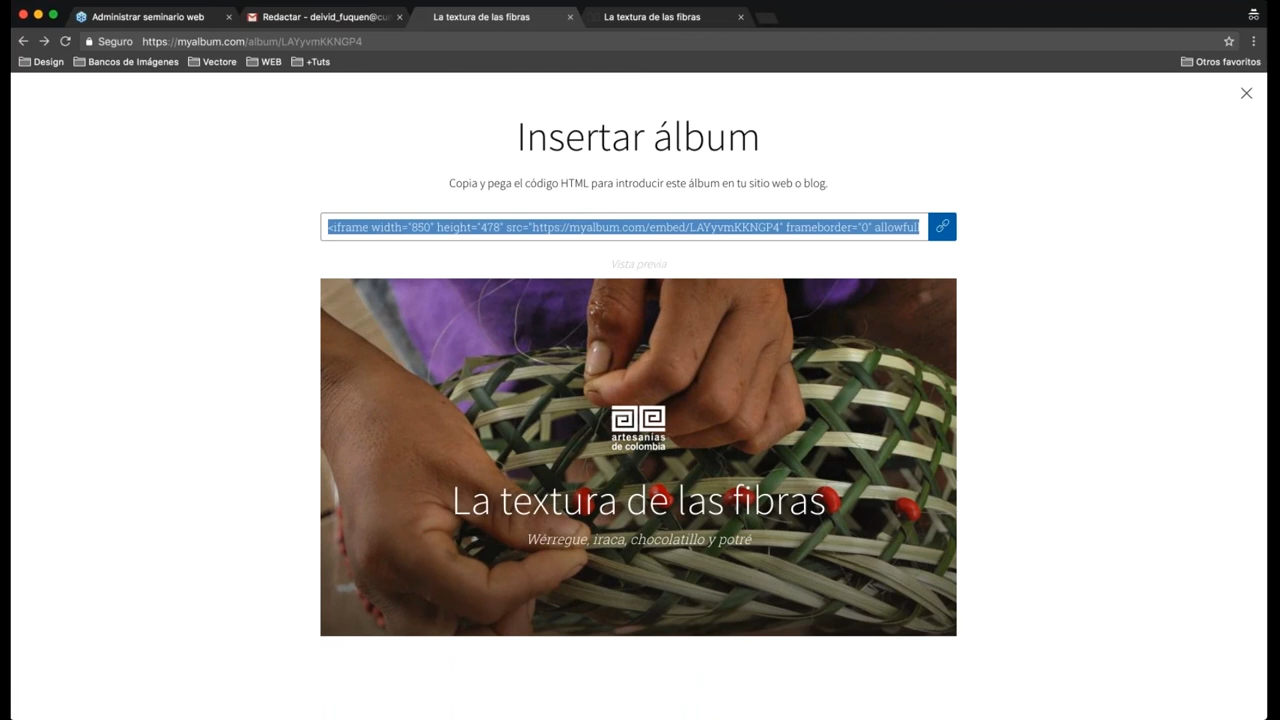 Administrar seminario web
Redactar - deivid_fuquen@cu
La textura de las fibras
La textura de las fibras
Seguro
https://myalbum.com/album/LAYyvmKKNGP4
Design
Bancos de Imágenes
Vectore
WEB
+Tuts
Otros favoritos
Insertar álbum
Copia y pega el código HTML para introducir este álbum en tu sitio web o blog.
<iframe width="850" height="478" src="https://myalbum.com/embed/LAYyvmKKNGP4" frameborder="0" allowfull
Vista previa
artesanías
de colombia
La textura de las fibras
Wérregue, iraca, chocolatillo y potré